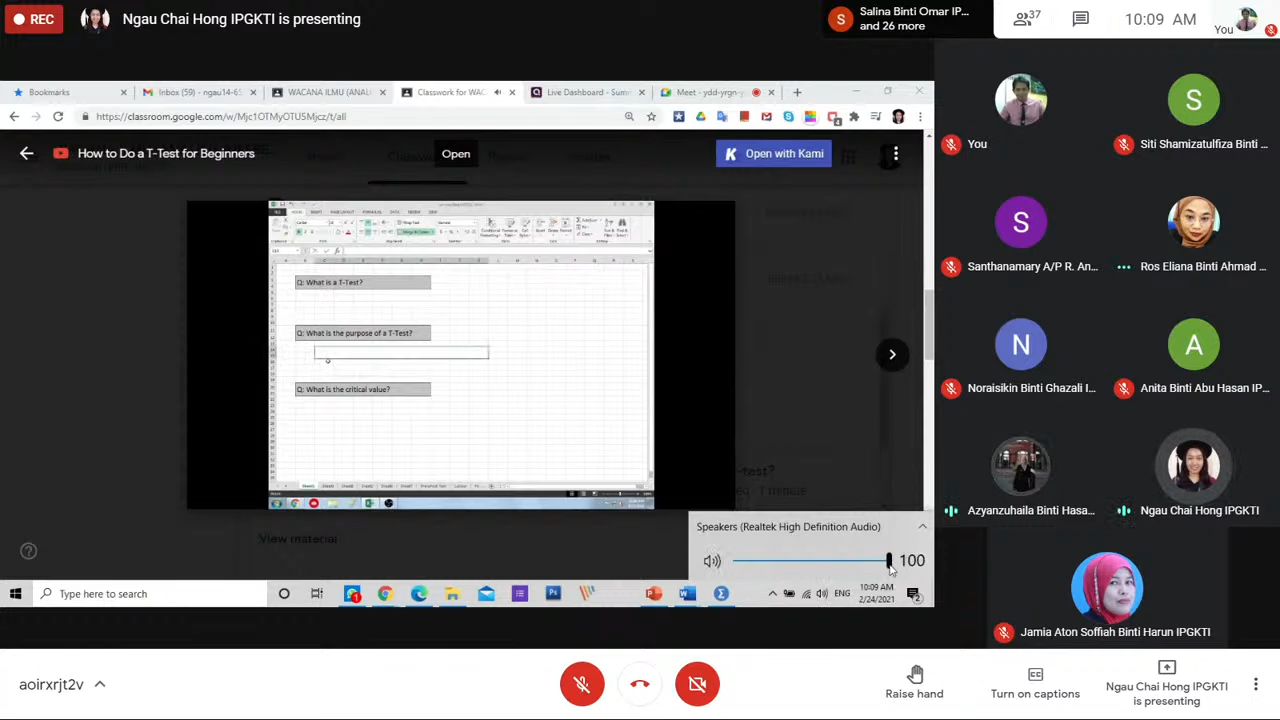 REC
Ngau Chai Hong IPGKTI is presenting
S
Salina Binti Omar IP...
and 26 more
37
10:09 AM
You
Bookmarks
Inbox (59) - ngau14-65
WACANA ILMU (ANAL
Classwork for WAC
Live Dashboard - Summ
Meet - ydd-yrgn-
https://classroom.google.com/w/Mjc1OTMyOTU5Mjcz/t/all
How to Do a T-Test for Beginners
Open
Open with Kami
Q: What is a T-Test?
Q: What is the purpose of a T-Test?
Q: What is the critical value?
View material
Speakers (Realtek High Definition Audio)
100
Type here to search
ENG
10:09 AM
2/24/2021
You
S
Siti Shamizatulfiza Binti ...
S
Santhanamary A/P R. An...
Ros Eliana Binti Ahmad ...
N
Noraisikin Binti Ghazali I...
A
Anita Binti Abu Hasan IP...
Azyanzuhaila Binti Hasa...
Ngau Chai Hong IPGKTI
Jamia Aton Soffiah Binti Harun IPGKTI
aoirxrjt2v
Raise hand
Turn on captions
Ngau Chai Hong IPGKTI
is presenting